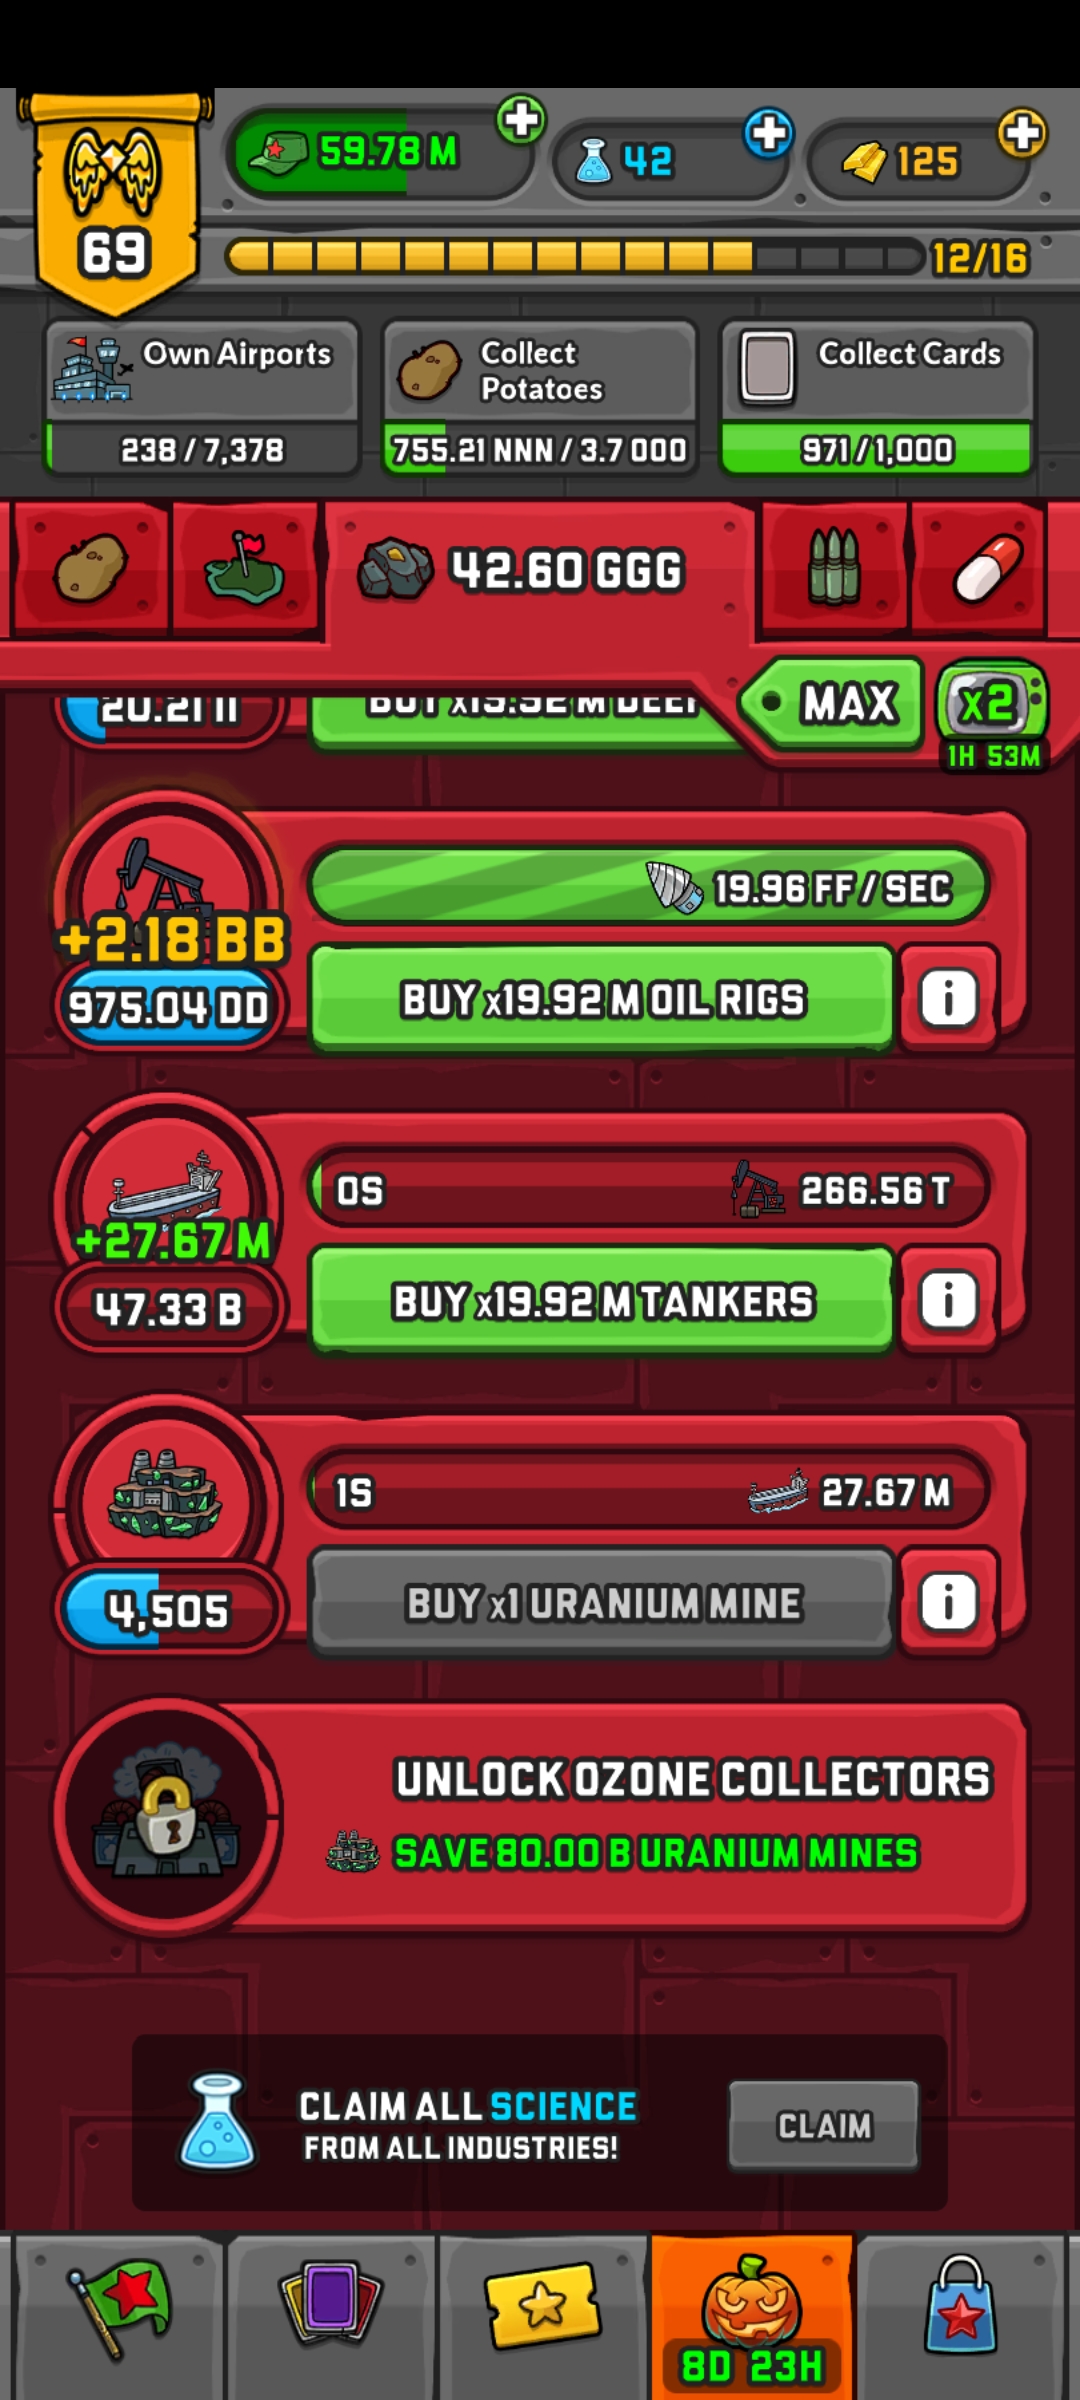 59.78 M
42
125
69
12/16
Own Airports
Collect
Potatoes
Collect Cards
238 / 7,378
755.21 NNN / 3.7 OOO
971 / 1,000
42.60 GGG
MAX
x2
1H 53M
+2.18 BB
975.04 DD
19.96 FF / SEC
BUY x19.92 M OIL RIGS
i
+27.67 M
47.33 B
0S
266.56 T
BUY x19.92 M TANKERS
i
4,505
1S
27.67 M
BUY x1 URANIUM MINE
i
UNLOCK OZONE COLLECTORS
SAVE 80.00 B URANIUM MINES
CLAIM ALL SCIENCE
FROM ALL INDUSTRIES!
CLAIM
8D 23H